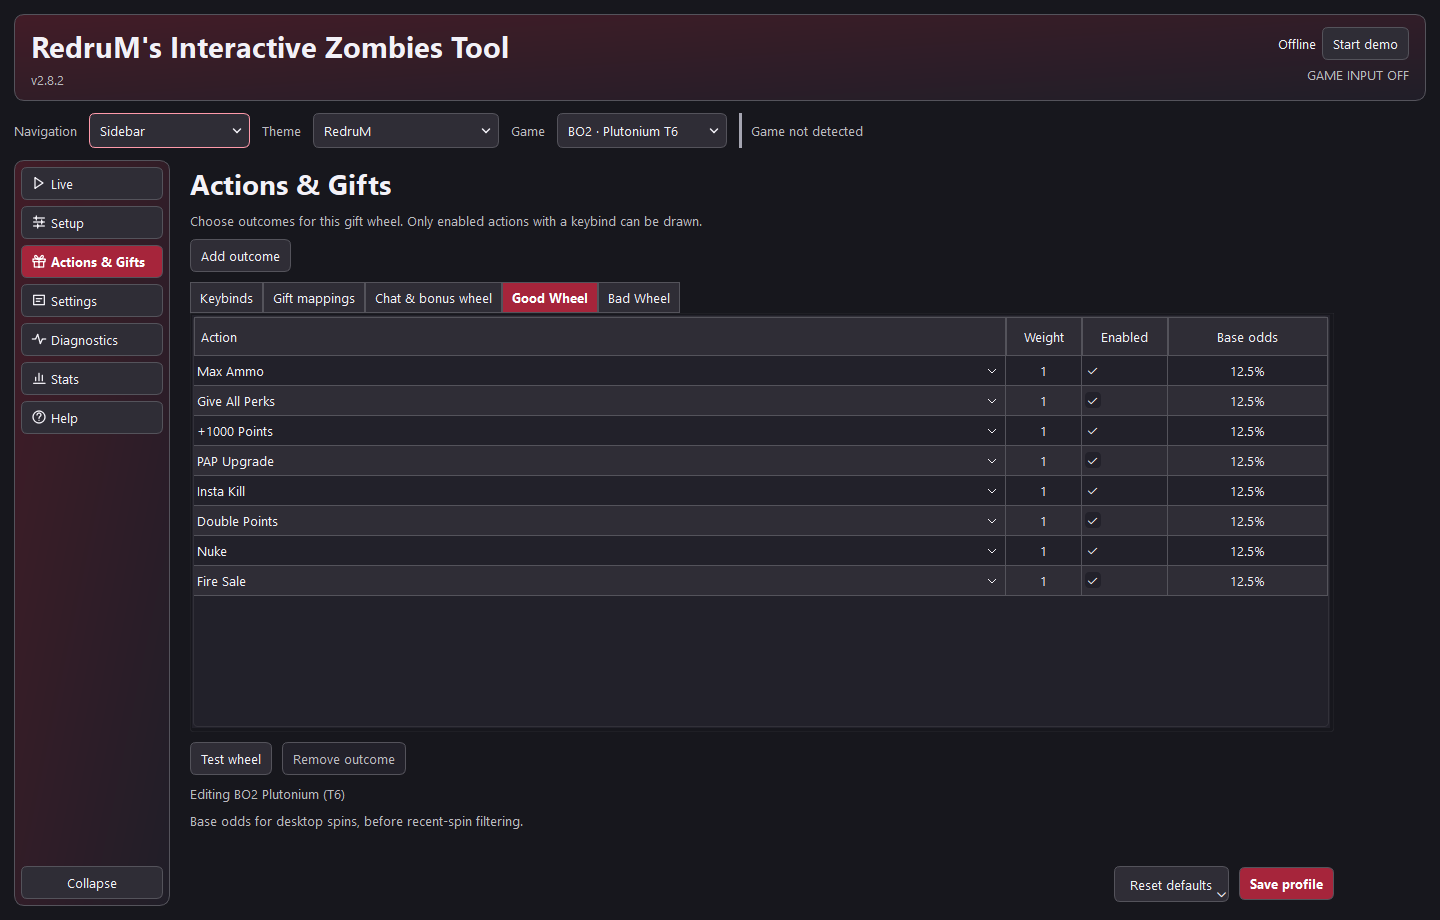 RedruM's Interactive Zombies Tool
v2.8.2
Offline
Start demo
GAME INPUT OFF
Navigation
Sidebar
Theme
RedruM
Game
BO2 · Plutonium T6
Game not detected
Live
Setup
Actions & Gifts
Settings
Diagnostics
Stats
Help
Collapse
Actions & Gifts
Choose outcomes for this gift wheel. Only enabled actions with a keybind can be drawn.
Add outcome
Keybinds
Gift mappings
Chat & bonus wheel
Good Wheel
Bad Wheel
Action Weight Enabled Base odds
Max Ammo 1 12.5%
Give All Perks 1 12.5%
+1000 Points 1 12.5%
PAP Upgrade 1 12.5%
Insta Kill 1 12.5%
Double Points 1 12.5%
Nuke 1 12.5%
Fire Sale 1 12.5%
Test wheel
Remove outcome
Editing BO2 Plutonium (T6)
Base odds for desktop spins, before recent-spin filtering.
Reset defaults
Save profile